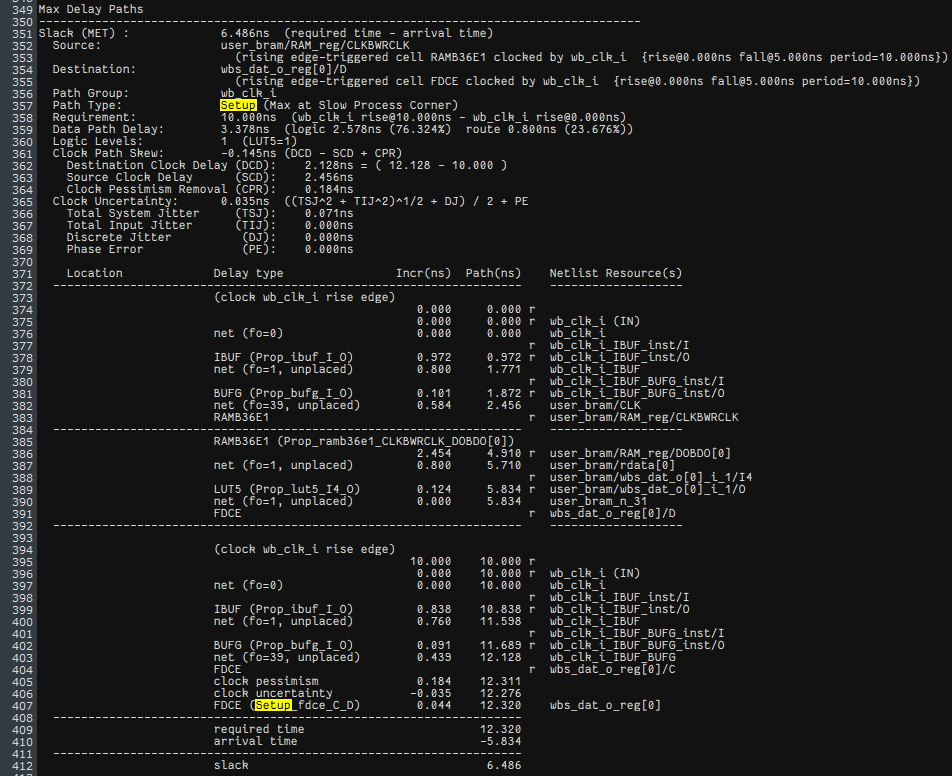 349 Max Delay Paths
350 --------------------------------------------------------------------------------------
351 Slack (MET) :             6.486ns  (required time - arrival time)
352   Source:                 user_bram/RAM_reg/CLKBWRCLK
353                             (rising edge-triggered cell RAMB36E1 clocked by wb_clk_i  {rise@0.000ns fall@5.000ns period=10.000ns})
354   Destination:            wbs_dat_o_reg[0]/D
355                             (rising edge-triggered cell FDCE clocked by wb_clk_i  {rise@0.000ns fall@5.000ns period=10.000ns})
356   Path Group:             wb_clk_i
357   Path Type:              Setup (Max at Slow Process Corner)
358   Requirement:            10.000ns  (wb_clk_i rise@10.000ns - wb_clk_i rise@0.000ns)
359   Data Path Delay:        3.378ns  (logic 2.578ns (76.324%)  route 0.800ns (23.676%))
360   Logic Levels:           1  (LUT5=1)
361   Clock Path Skew:        -0.145ns (DCD - SCD + CPR)
362     Destination Clock Delay (DCD):    2.128ns = ( 12.128 - 10.000 )
363     Source Clock Delay      (SCD):    2.456ns
364     Clock Pessimism Removal (CPR):    0.184ns
365   Clock Uncertainty:      0.035ns  ((TSJ^2 + TIJ^2)^1/2 + DJ) / 2 + PE
366     Total System Jitter     (TSJ):    0.071ns
367     Total Input Jitter      (TIJ):    0.000ns
368     Discrete Jitter          (DJ):    0.000ns
369     Phase Error              (PE):    0.000ns
370
371     Location             Delay type                Incr(ns)  Path(ns)    Netlist Resource(s)
372   -------------------------------------------------------------------    -------------------
373                          (clock wb_clk_i rise edge)
374                                                      0.000     0.000 r
375                                                      0.000     0.000 r  wb_clk_i (IN)
376                          net (fo=0)                  0.000     0.000    wb_clk_i
377                                                                      r  wb_clk_i_IBUF_inst/I
378                          IBUF (Prop_ibuf_I_O)        0.972     0.972 r  wb_clk_i_IBUF_inst/O
379                          net (fo=1, unplaced)        0.800     1.771    wb_clk_i_IBUF
380                                                                      r  wb_clk_i_IBUF_BUFG_inst/I
381                          BUFG (Prop_bufg_I_O)        0.101     1.872 r  wb_clk_i_IBUF_BUFG_inst/O
382                          net (fo=39, unplaced)       0.584     2.456    user_bram/CLK
383                          RAMB36E1                                    r  user_bram/RAM_reg/CLKBWRCLK
384   -------------------------------------------------------------------    -------------------
385                          RAMB36E1 (Prop_ramb36e1_CLKBWRCLK_DOBDO[0])
386                                                      2.454     4.910 r  user_bram/RAM_reg/DOBDO[0]
387                          net (fo=1, unplaced)        0.800     5.710    user_bram/rdata[0]
388                                                                      r  user_bram/wbs_dat_o[0]_i_1/I4
389                          LUT5 (Prop_lut5_I4_O)       0.124     5.834 r  user_bram/wbs_dat_o[0]_i_1/O
390                          net (fo=1, unplaced)        0.000     5.834    user_bram_n_31
391                          FDCE                                        r  wbs_dat_o_reg[0]/D
392   -------------------------------------------------------------------    -------------------
393
394                          (clock wb_clk_i rise edge)
395                                                     10.000    10.000 r
396                                                      0.000    10.000 r  wb_clk_i (IN)
397                          net (fo=0)                  0.000    10.000    wb_clk_i
398                                                                      r  wb_clk_i_IBUF_inst/I
399                          IBUF (Prop_ibuf_I_O)        0.838    10.838 r  wb_clk_i_IBUF_inst/O
400                          net (fo=1, unplaced)        0.760    11.598    wb_clk_i_IBUF
401                                                                      r  wb_clk_i_IBUF_BUFG_inst/I
402                          BUFG (Prop_bufg_I_O)        0.091    11.689 r  wb_clk_i_IBUF_BUFG_inst/O
403                          net (fo=39, unplaced)       0.439    12.128    wb_clk_i_IBUF_BUFG
404                          FDCE                                        r  wbs_dat_o_reg[0]/C
405                          clock pessimism             0.184    12.311
406                          clock uncertainty          -0.035    12.276
407                          FDCE (Setup_fdce_C_D)       0.044    12.320    wbs_dat_o_reg[0]
408   -------------------------------------------------------------------
409                          required time                        12.320
410                          arrival time                         -5.834
411   -------------------------------------------------------------------
412                          slack                                 6.486